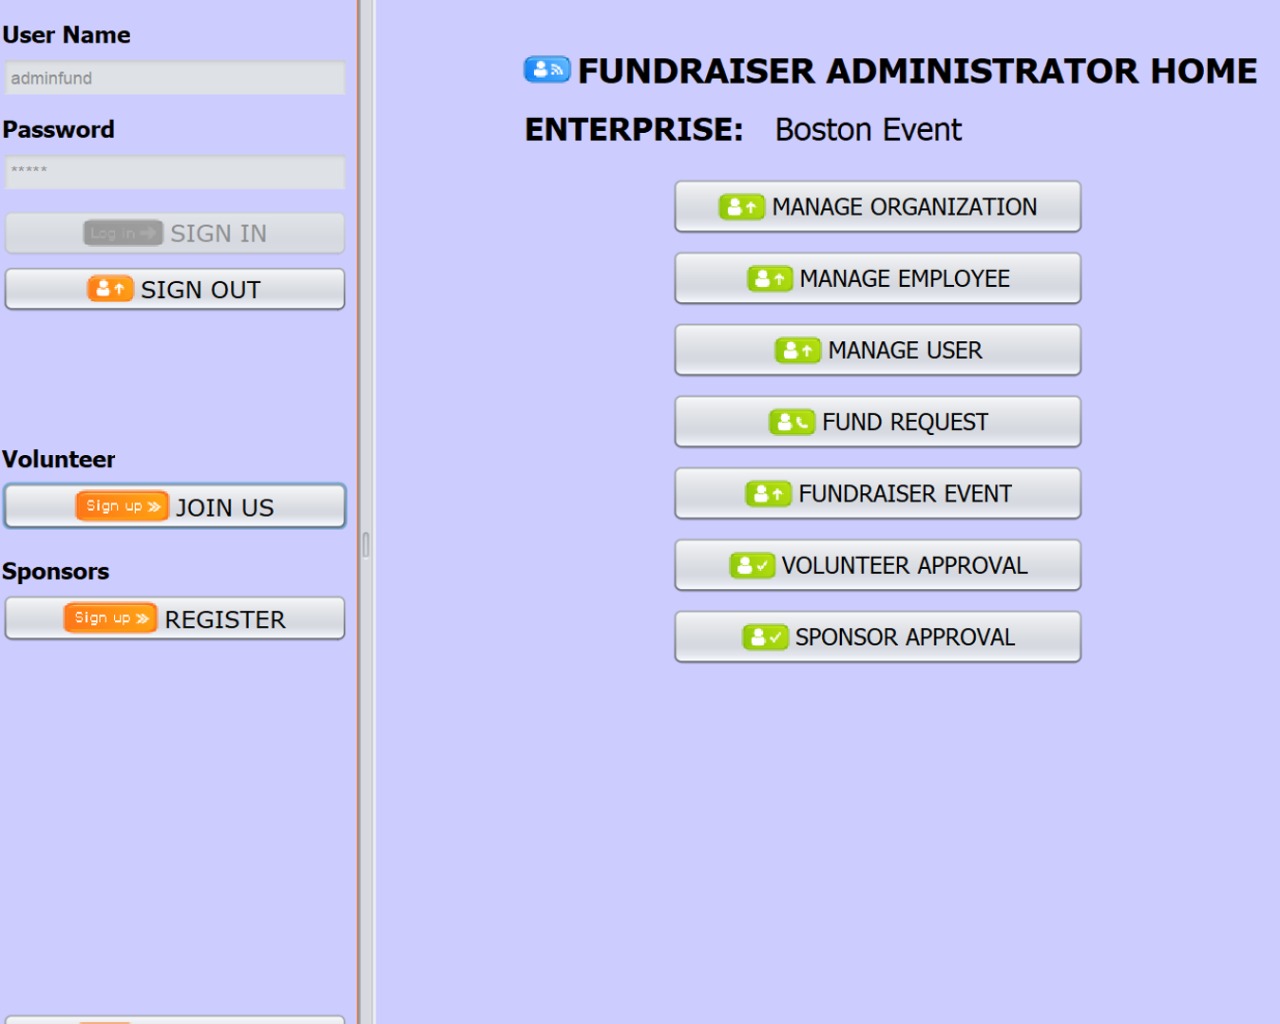 User Name
adminfund
Password
*****
Log in SIGN IN
SIGN OUT
Volunteer
Sign up JOIN US
Sponsors
Sign up REGISTER
FUNDRAISER ADMINISTRATOR HOME
ENTERPRISE: Boston Event
MANAGE ORGANIZATION
MANAGE EMPLOYEE
MANAGE USER
FUND REQUEST
FUNDRAISER EVENT
VOLUNTEER APPROVAL
SPONSOR APPROVAL